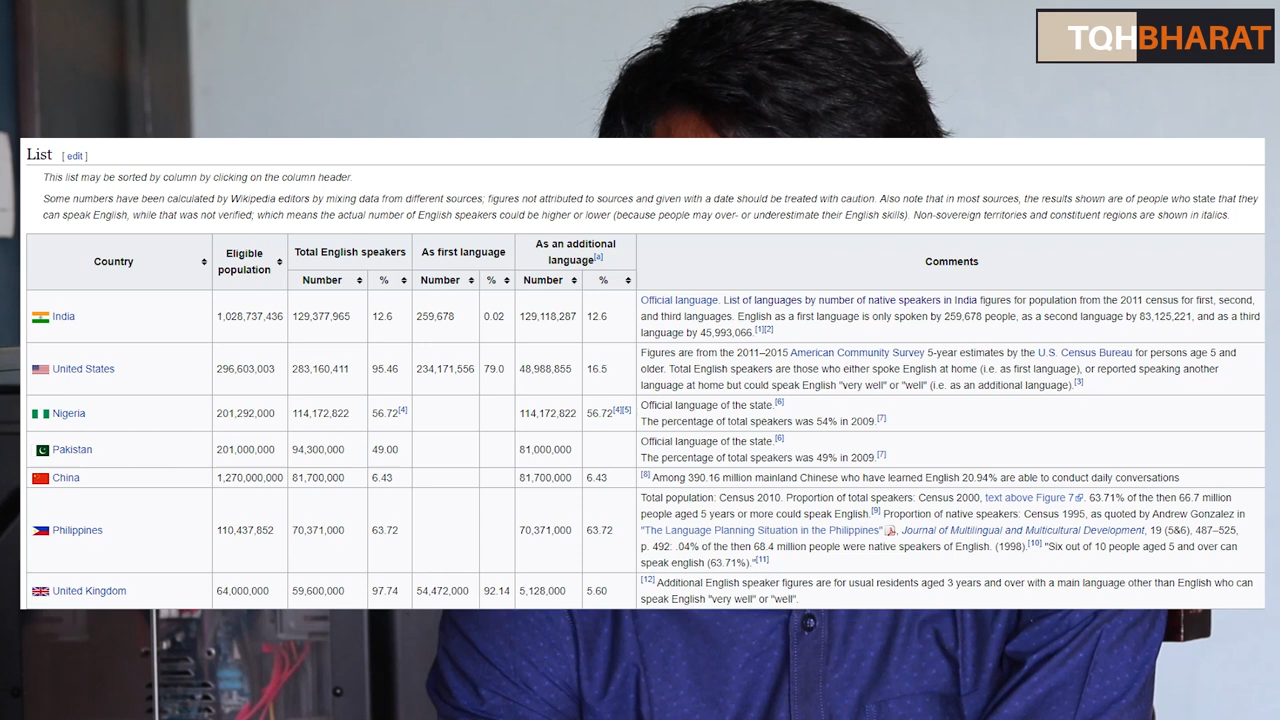 TQHBHARAT
List [ edit ]
This list may be sorted by column by clicking on the column header.
Some numbers have been calculated by Wikipedia editors by mixing data from different sources; figures not attributed to sources and given with a date should be treated with caution. Also note that in most sources, the results shown are of people who state that they
can speak English, while that was not verified; which means the actual number of English speakers could be higher or lower (because people may over- or underestimate their English skills). Non-sovereign territories and constituent regions are shown in italics.
Country Eligible population Total English speakers As first language As an additional language[a] Comments
Number % Number % Number %
India 1,028,737,436 129,377,965 12.6 259,678 0.02 129,118,287 12.6 Official language. List of languages by number of native speakers in India figures for population from the 2011 census for first, second,
and third languages. English as a first language is only spoken by 259,678 people, as a second language by 83,125,221, and as a third
language by 45,993,066.[1][2]
United States 296,603,003 283,160,411 95.46 234,171,556 79.0 48,988,855 16.5 Figures are from the 2011–2015 American Community Survey 5-year estimates by the U.S. Census Bureau for persons age 5 and
older. Total English speakers are those who either spoke English at home (i.e. as first language), or reported speaking another
language at home but could speak English "very well" or "well" (i.e. as an additional language).[3]
Nigeria 201,292,000 114,172,822 56.72[4] 114,172,822 56.72[4][5] Official language of the state.[6]
The percentage of total speakers was 54% in 2009.[7]
Pakistan 201,000,000 94,300,000 49.00 81,000,000 Official language of the state.[6]
The percentage of total speakers was 49% in 2009.[7]
China 1,270,000,000 81,700,000 6.43 81,700,000 6.43 [8] Among 390.16 million mainland Chinese who have learned English 20.94% are able to conduct daily conversations
Philippines 110,437,852 70,371,000 63.72 70,371,000 63.72 Total population: Census 2010. Proportion of total speakers: Census 2000, text above Figure 7. 63.71% of the then 66.7 million
people aged 5 years or more could speak English.[9] Proportion of native speakers: Census 1995, as quoted by Andrew Gonzalez in
"The Language Planning Situation in the Philippines", Journal of Multilingual and Multicultural Development, 19 (5&6), 487–525,
p. 492: .04% of the then 68.4 million people were native speakers of English. (1998).[10] "Six out of 10 people aged 5 and over can
speak english (63.71%)."[11]
United Kingdom 64,000,000 59,600,000 97.74 54,472,000 92.14 5,128,000 5.60 [12] Additional English speaker figures are for usual residents aged 3 years and over with a main language other than English who can
speak English "very well" or "well".